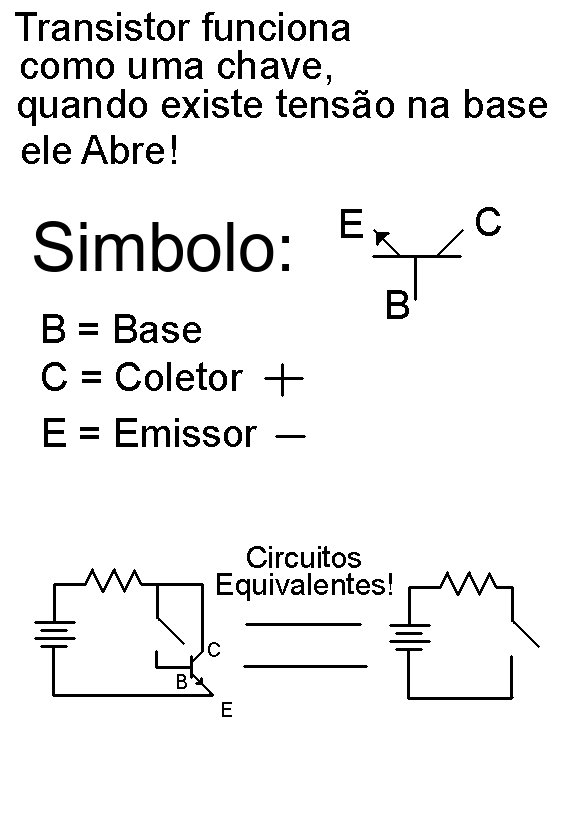 Transistor funciona
como uma chave,
quando existe tensão na base
ele Abre!
Simbolo:
E
C
B
B = Base
C = Coletor +
E = Emissor −
Circuitos
Equivalentes!
C
B
E